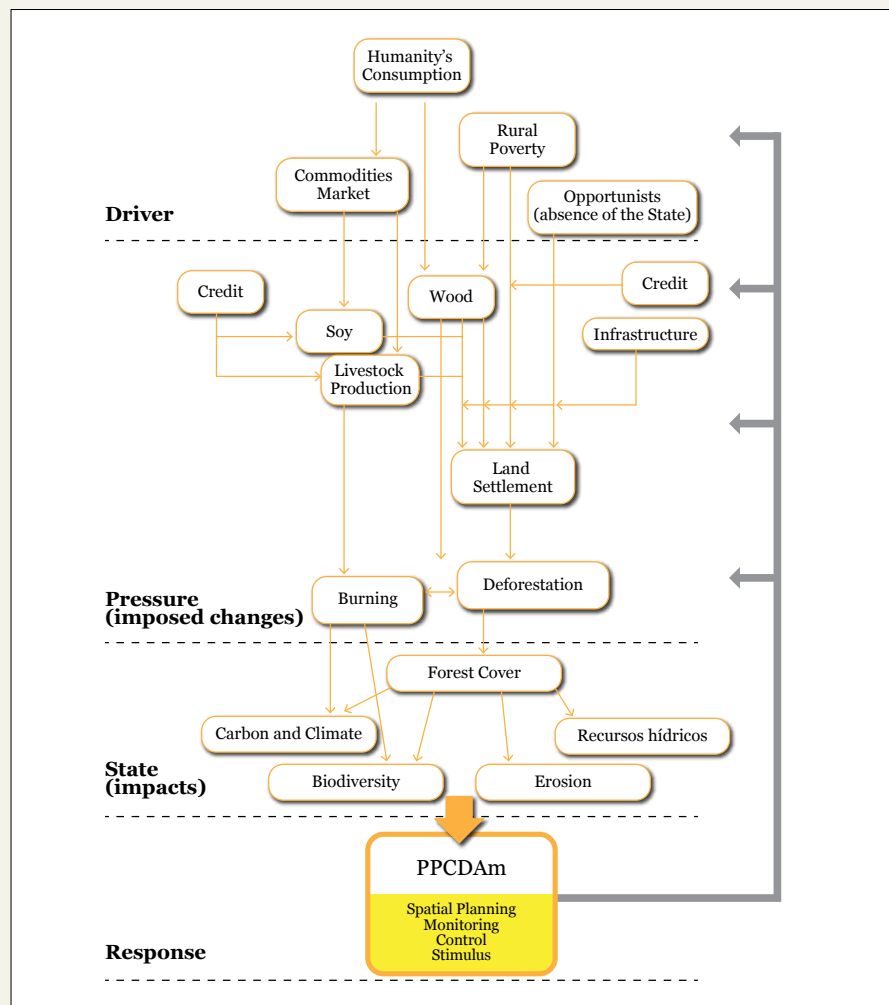 Humanity's
Consumption
Rural
Poverty
Commodities
Market
Opportunists
(absence of the State)
Driver
Credit
Wood
Credit
Soy
Infrastructure
Livestock
Production
Land
Settlement
Burning
Deforestation
Pressure
(imposed changes)
Forest Cover
Carbon and Climate
Recursos hídricos
Biodiversity
Erosion
State
(impacts)
PPCDAm
Spatial Planning
Monitoring
Control
Stimulus
Response